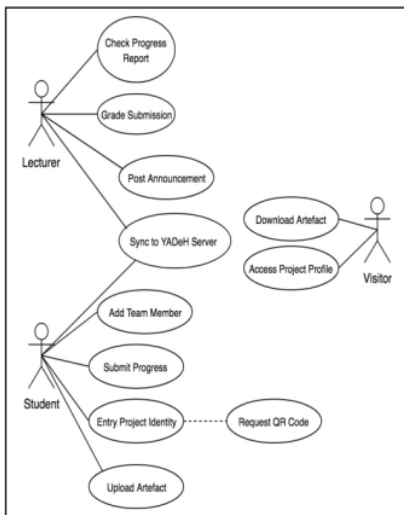 Check Progress
Report
Grade Submission
Lecturer
Post Announcement
Sync to YADeH Server
Download Artefact
Access Project Profile
Visitor
Add Team Member
Submit Progress
Student
Entry Project Identity
Request QR Code
Upload Artefact